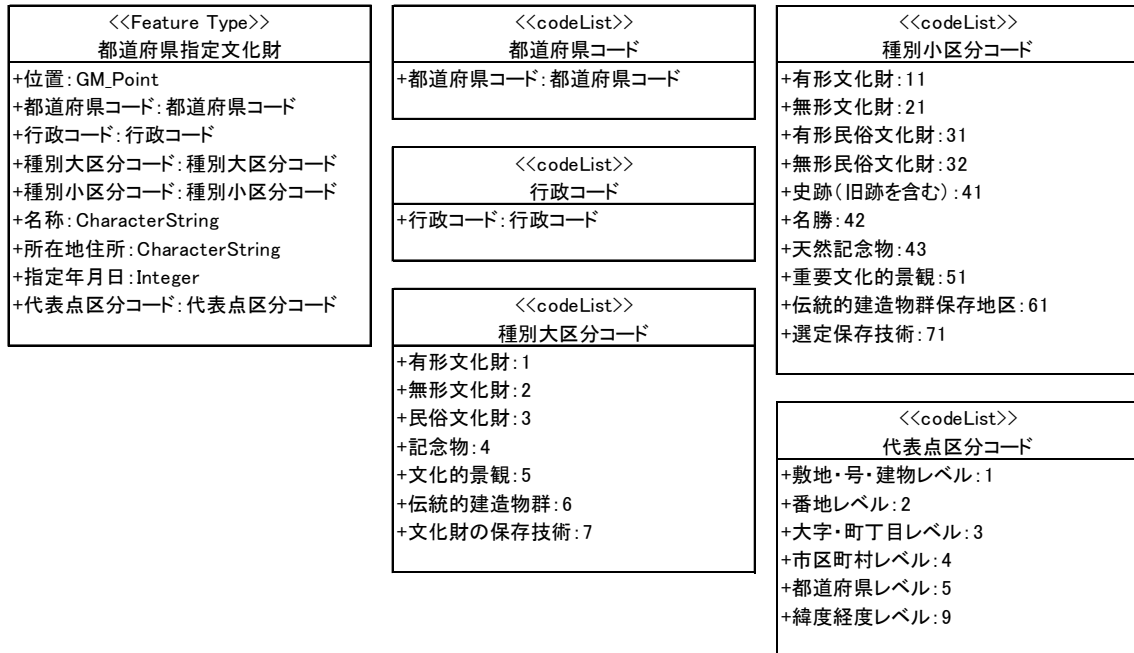 <<Feature Type>>
都道府県指定文化財
+位置:GM_Point
+都道府県コード:都道府県コード
+行政コード:行政コード
+種別大区分コード:種別大区分コード
+種別小区分コード:種別小区分コード
+名称:CharacterString
+所在地住所:CharacterString
+指定年月日:Integer
+代表点区分コード:代表点区分コード
<<codeList>>
都道府県コード
+都道府県コード:都道府県コード
<<codeList>>
行政コード
+行政コード:行政コード
<<codeList>>
種別大区分コード
+有形文化財:1
+無形文化財:2
+民俗文化財:3
+記念物:4
+文化的景観:5
+伝統的建造物群:6
+文化財の保存技術:7
<<codeList>>
種別小区分コード
+有形文化財:11
+無形文化財:21
+有形民俗文化財:31
+無形民俗文化財:32
+史跡(旧跡を含む):41
+名勝:42
+天然記念物:43
+重要文化的景観:51
+伝統的建造物群保存地区:61
+選定保存技術:71
<<codeList>>
代表点区分コード
+敷地・号・建物レベル:1
+番地レベル:2
+大字・町丁目レベル:3
+市区町村レベル:4
+都道府県レベル:5
+緯度経度レベル:9